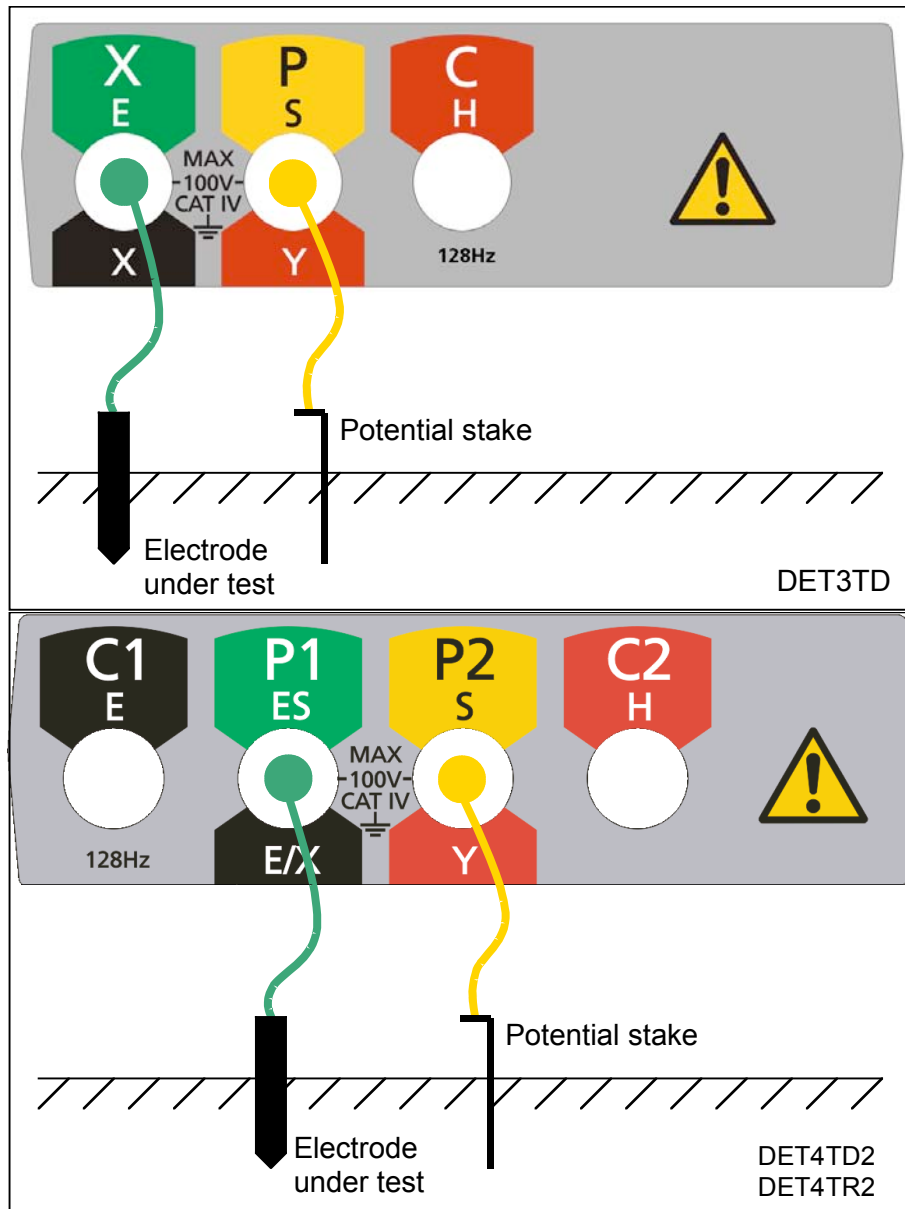 X
E
P
S
C
H
MAX
100V
CAT IV
X
Y
128Hz
Potential stake
Electrode
under test
DET3TD
C1
E
P1
ES
P2
S
C2
H
MAX
100V
CAT IV
128Hz
E/X
Y
Potential stake
Electrode
under test
DET4TD2
DET4TR2